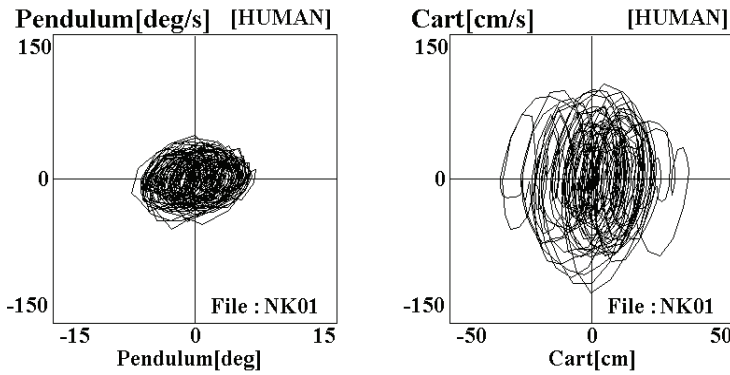 Pendulum[deg/s] [HUMAN]
150
0
-150
File : NK01
-15 0 15
Pendulum[deg]
Cart[cm/s] [HUMAN]
150
0
-150
File : NK01
-50 0 50
Cart[cm]